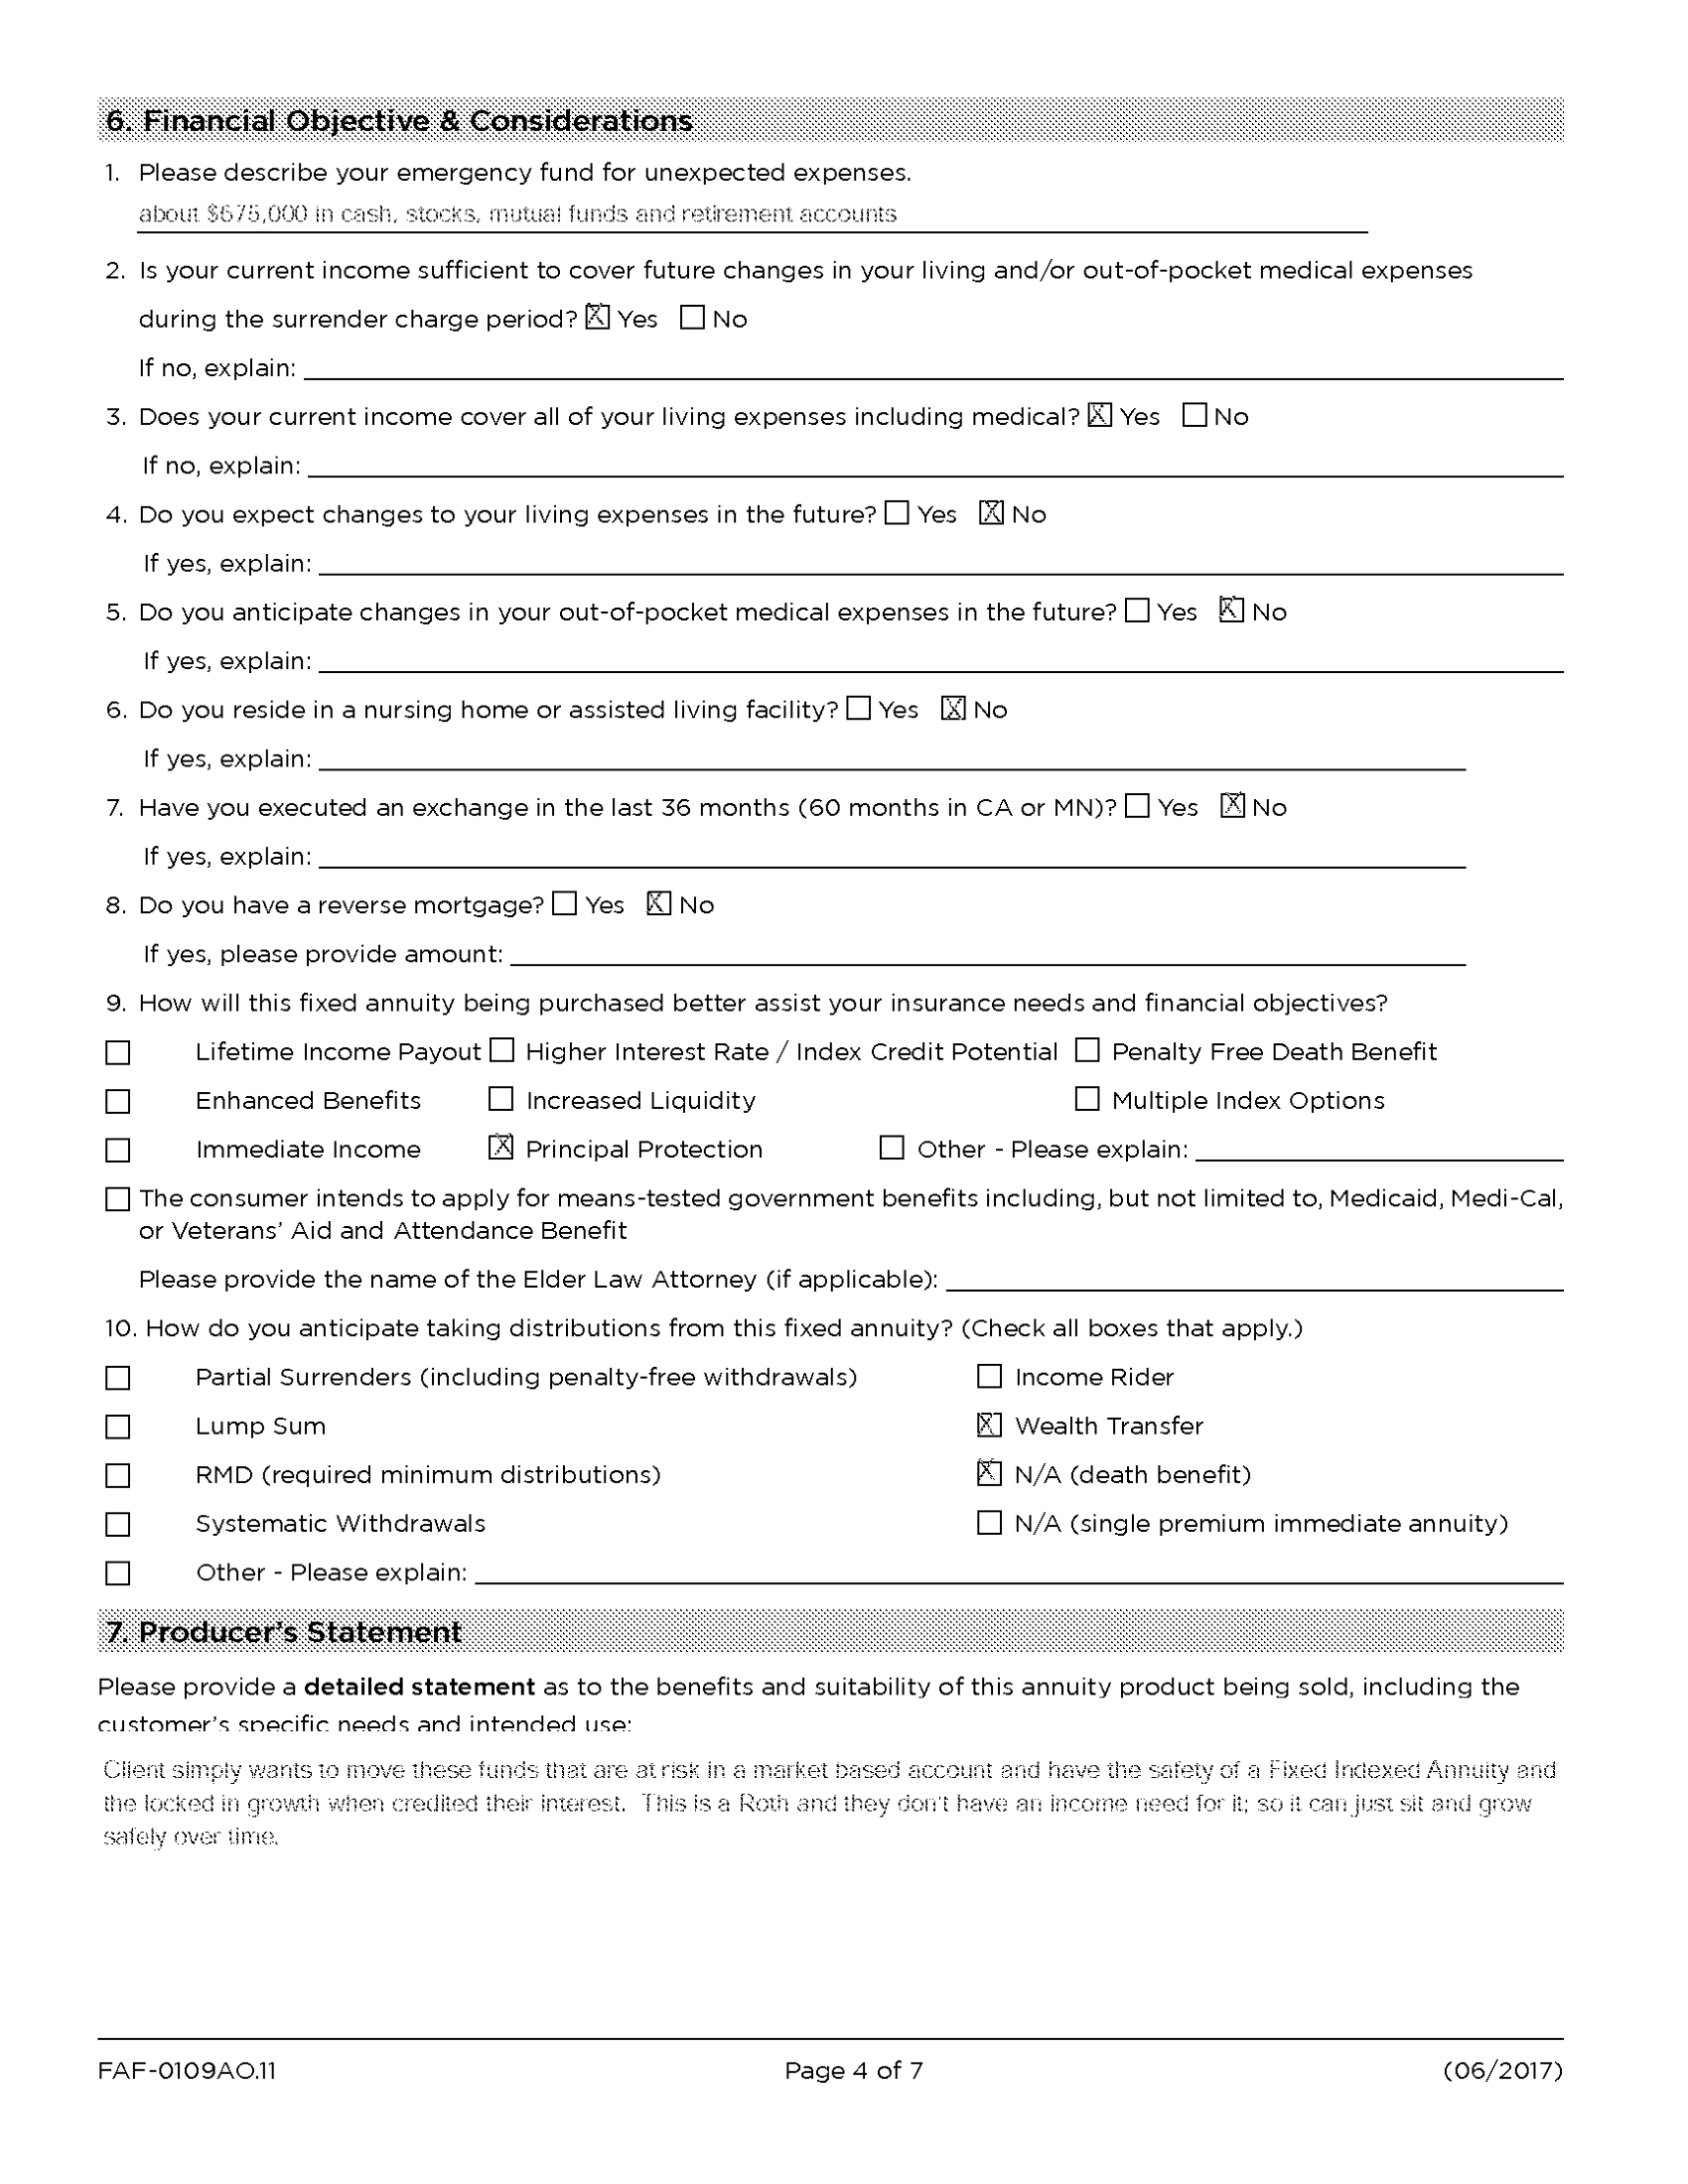 6. Financial Objective & Considerations
1. Please describe your emergency fund for unexpected expenses.
about $675,000 in cash, stocks, mutual funds and retirement accounts
2. Is your current income sufficient to cover future changes in your living and/or out-of-pocket medical expenses
during the surrender charge period? ☒ Yes ☐ No
If no, explain:
3. Does your current income cover all of your living expenses including medical? ☒ Yes ☐ No
If no, explain:
4. Do you expect changes to your living expenses in the future? ☐ Yes ☒ No
If yes, explain:
5. Do you anticipate changes in your out-of-pocket medical expenses in the future? ☐ Yes ☒ No
If yes, explain:
6. Do you reside in a nursing home or assisted living facility? ☐ Yes ☒ No
If yes, explain:
7. Have you executed an exchange in the last 36 months (60 months in CA or MN)? ☐ Yes ☒ No
If yes, explain:
8. Do you have a reverse mortgage? ☐ Yes ☒ No
If yes, please provide amount:
9. How will this fixed annuity being purchased better assist your insurance needs and financial objectives?
☐ Lifetime Income Payout ☐ Higher Interest Rate / Index Credit Potential ☐ Penalty Free Death Benefit
☐ Enhanced Benefits ☐ Increased Liquidity ☐ Multiple Index Options
☐ Immediate Income ☒ Principal Protection ☐ Other - Please explain:
☐ The consumer intends to apply for means-tested government benefits including, but not limited to, Medicaid, Medi-Cal,
or Veterans' Aid and Attendance Benefit
Please provide the name of the Elder Law Attorney (if applicable):
10. How do you anticipate taking distributions from this fixed annuity? (Check all boxes that apply.)
☐ Partial Surrenders (including penalty-free withdrawals) ☐ Income Rider
☐ Lump Sum ☒ Wealth Transfer
☐ RMD (required minimum distributions) ☒ N/A (death benefit)
☐ Systematic Withdrawals ☐ N/A (single premium immediate annuity)
☐ Other - Please explain:
7. Producer's Statement
Please provide a detailed statement as to the benefits and suitability of this annuity product being sold, including the
customer's specific needs and intended use:
Client simply wants to move these funds that are at risk in a market based account and have the safety of a Fixed Indexed Annuity and
the locked in growth when credited their interest. This is a Roth and they don't have an income need for it; so it can just sit and grow
safely over time.
FAF-0109AO.11 Page 4 of 7 (06/2017)